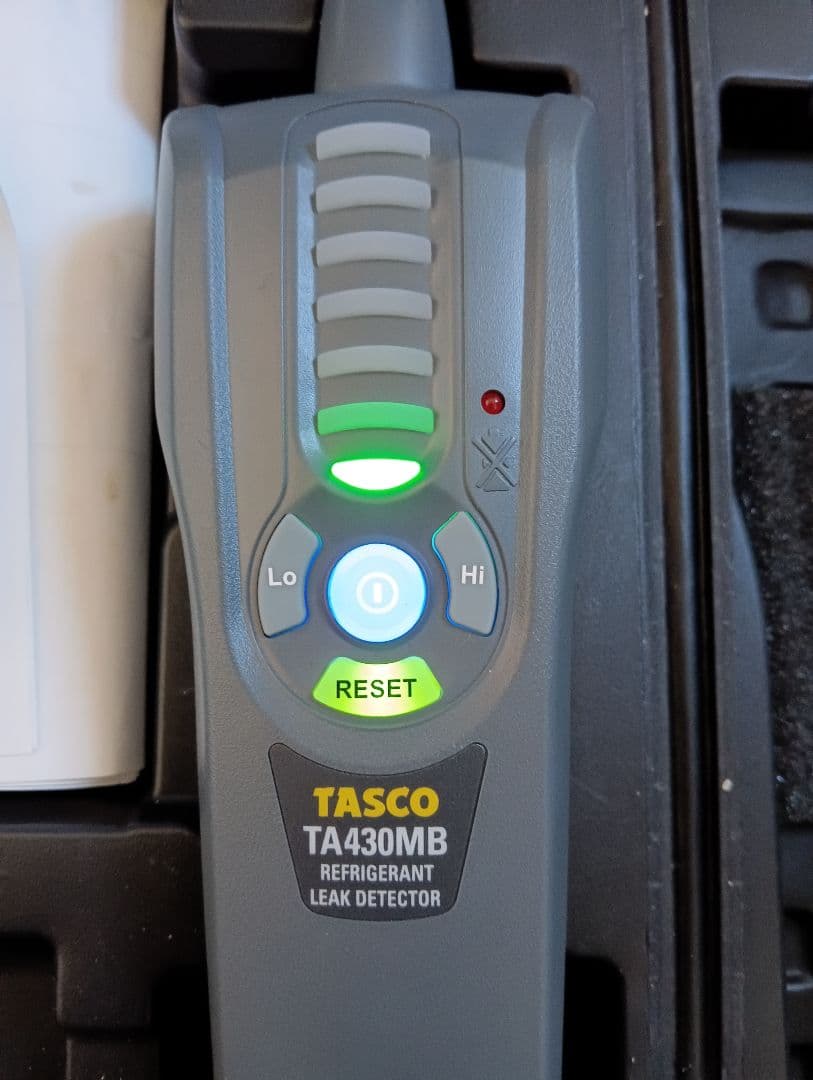 Lo
Hi
RESET
TASCO
TA430MB
REFRIGERANT
LEAK DETECTOR